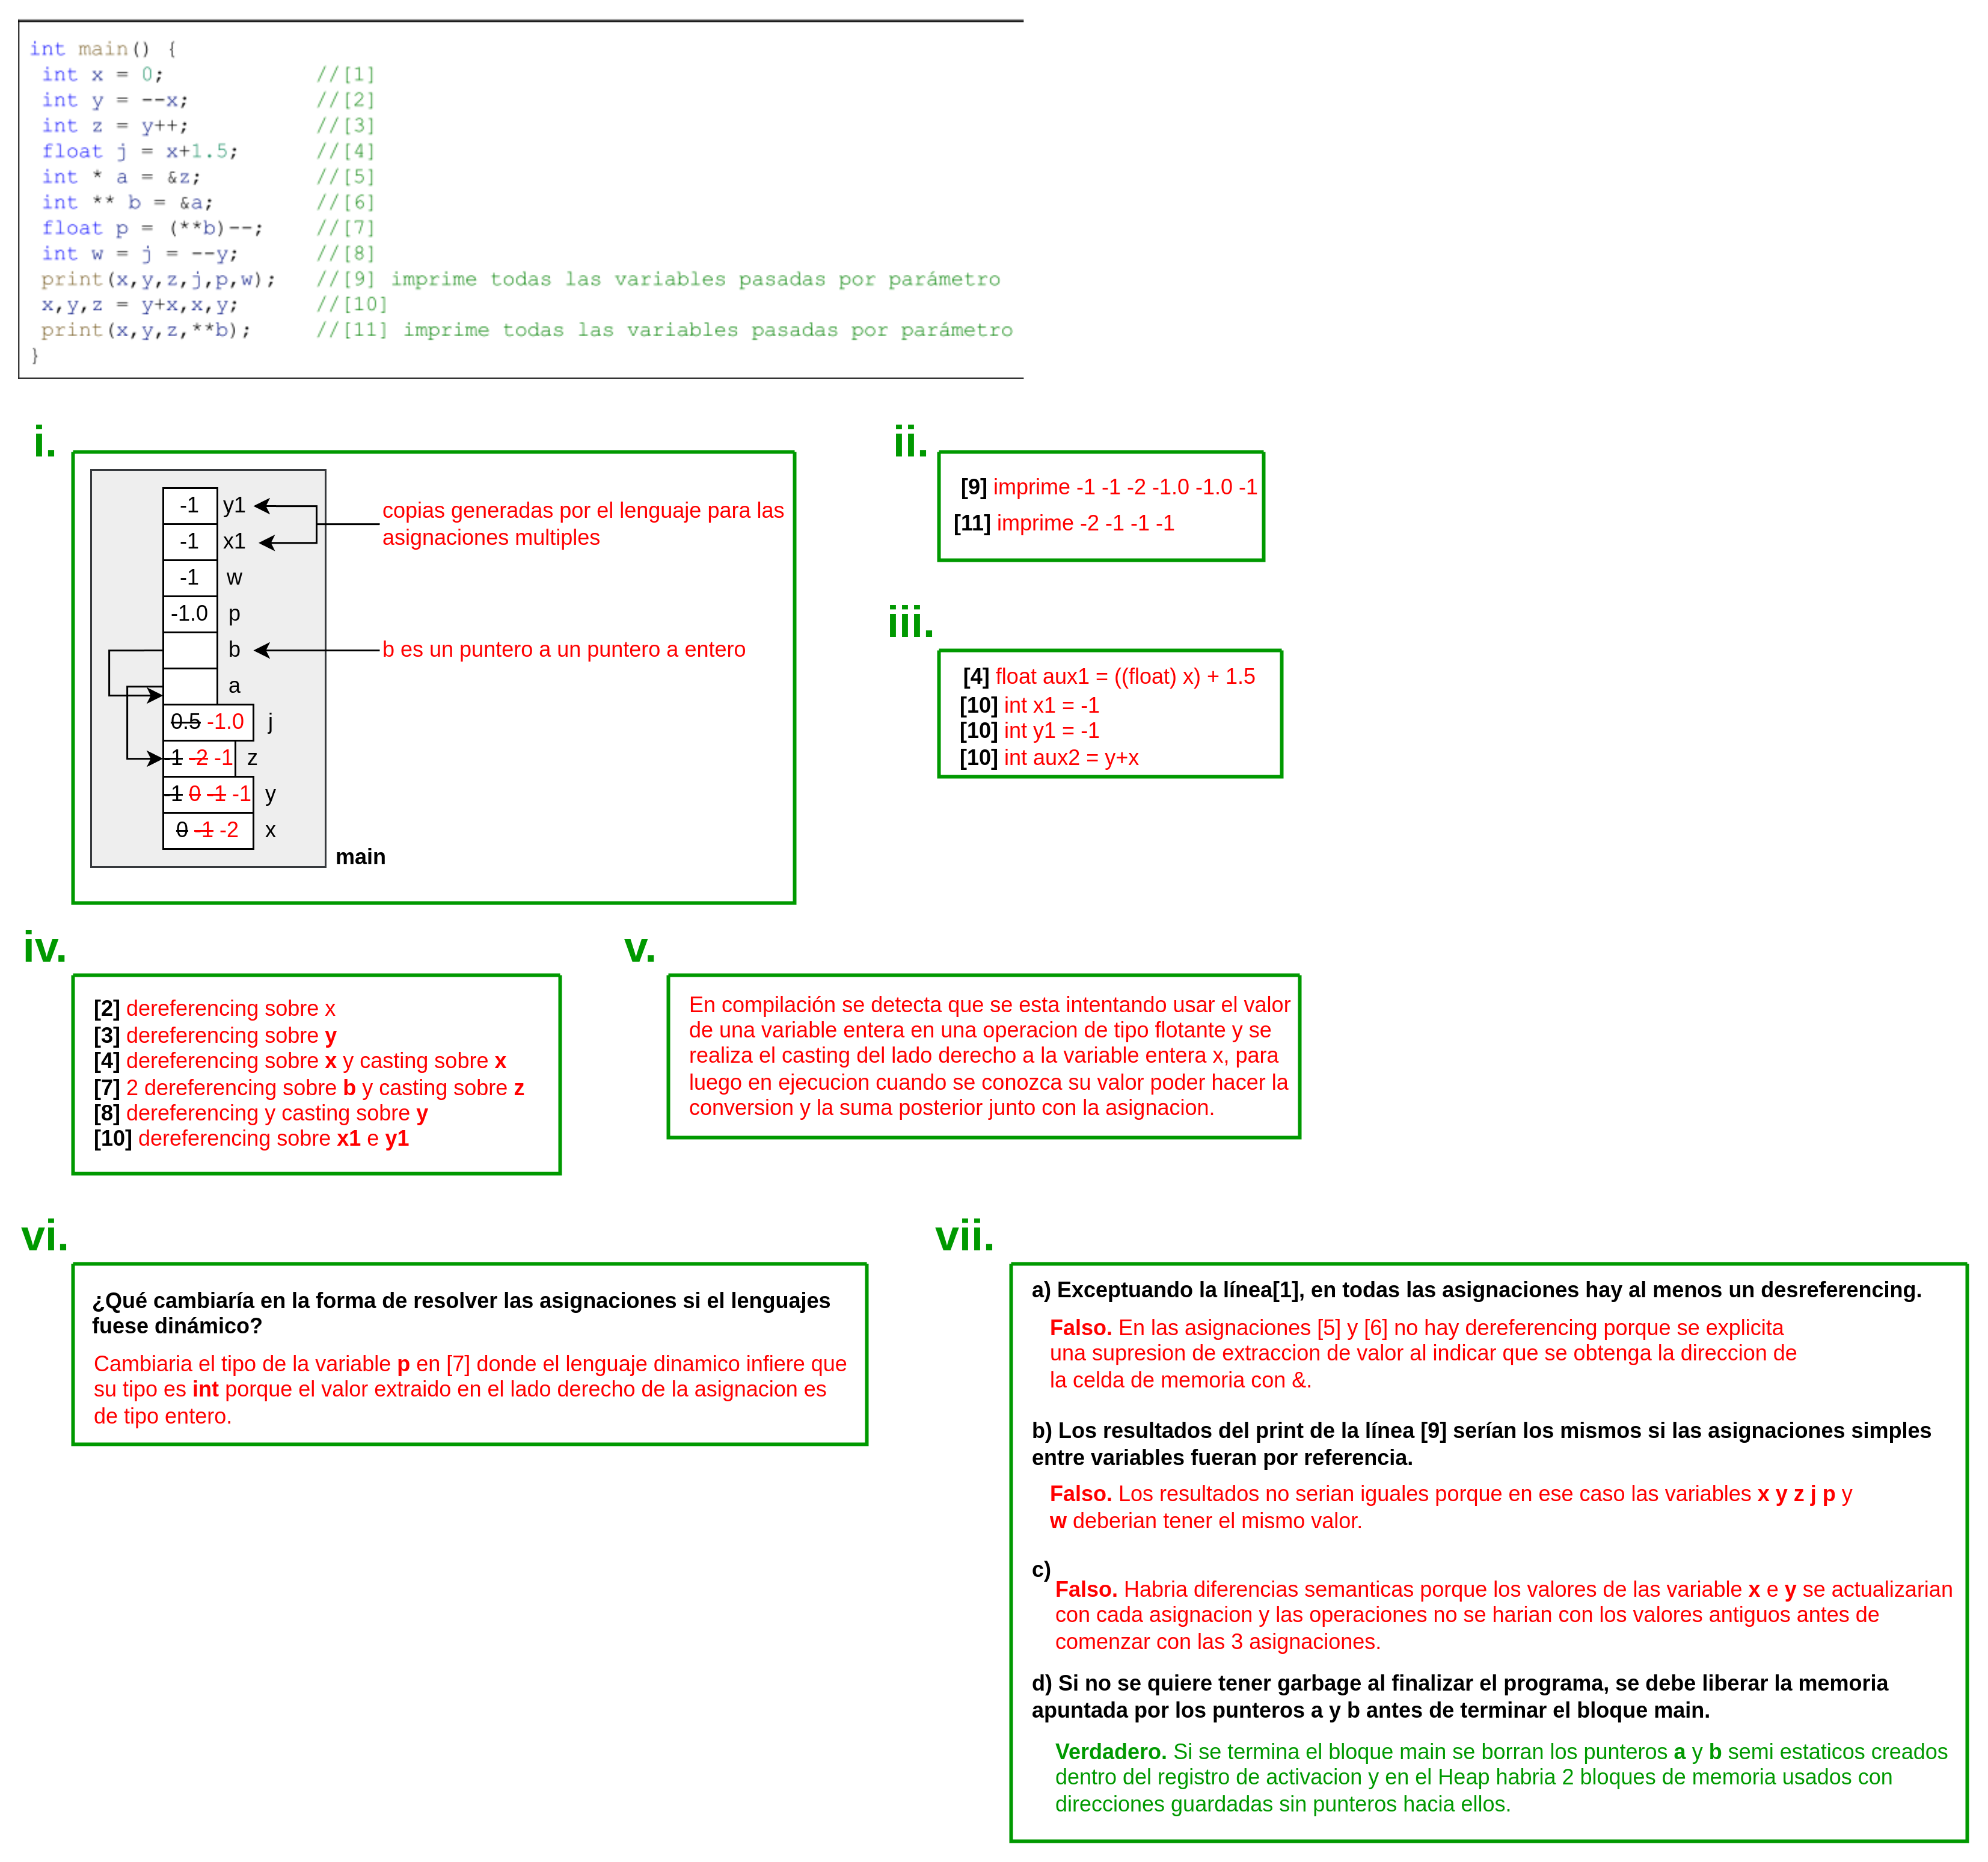 int main() {
int x = 0; //[1]
int y = --x; //[2]
int z = y++; //[3]
float j = x+1.5; //[4]
int * a = &z; //[5]
int ** b = &a; //[6]
float p = (**b)--; //[7]
int w = j = --y; //[8]
print(x,y,z,j,p,w); //[9] imprime todas las variables pasadas por parámetro
x,y,z = y+x,x,y; //[10]
print(x,y,z,**b); //[11] imprime todas las variables pasadas por parámetro
}
i.
-1 y1
-1 x1
-1 w
-1.0 p
b
a
0.5 -1.0 j
-1 -2 -1 z
-1 0 -1 -1 y
0 -1 -2 x
main
copias generadas por el lenguaje para las
asignaciones multiples
b es un puntero a un puntero a entero
ii.
[9] imprime -1 -1 -2 -1.0 -1.0 -1
[11] imprime -2 -1 -1 -1
iii.
[4] float aux1 = ((float) x) + 1.5
[10] int x1 = -1
[10] int y1 = -1
[10] int aux2 = y+x
iv.
[2] dereferencing sobre x
[3] dereferencing sobre y
[4] dereferencing sobre x y casting sobre x
[7] 2 dereferencing sobre b y casting sobre z
[8] dereferencing y casting sobre y
[10] dereferencing sobre x1 e y1
v.
En compilación se detecta que se esta intentando usar el valor
de una variable entera en una operacion de tipo flotante y se
realiza el casting del lado derecho a la variable entera x, para
luego en ejecucion cuando se conozca su valor poder hacer la
conversion y la suma posterior junto con la asignacion.
vi.
¿Qué cambiaría en la forma de resolver las asignaciones si el lenguajes
fuese dinámico?
Cambiaria el tipo de la variable p en [7] donde el lenguaje dinamico infiere que
su tipo es int porque el valor extraido en el lado derecho de la asignacion es
de tipo entero.
vii.
a) Exceptuando la línea[1], en todas las asignaciones hay al menos un desreferencing.
Falso. En las asignaciones [5] y [6] no hay dereferencing porque se explicita
una supresion de extraccion de valor al indicar que se obtenga la direccion de
la celda de memoria con &.
b) Los resultados del print de la línea [9] serían los mismos si las asignaciones simples
entre variables fueran por referencia.
Falso. Los resultados no serian iguales porque en ese caso las variables x y z j p y
w deberian tener el mismo valor.
c)
Falso. Habria diferencias semanticas porque los valores de las variable x e y se actualizarian
con cada asignacion y las operaciones no se harian con los valores antiguos antes de
comenzar con las 3 asignaciones.
d) Si no se quiere tener garbage al finalizar el programa, se debe liberar la memoria
apuntada por los punteros a y b antes de terminar el bloque main.
Verdadero. Si se termina el bloque main se borran los punteros a y b semi estaticos creados
dentro del registro de activacion y en el Heap habria 2 bloques de memoria usados con
direcciones guardadas sin punteros hacia ellos.